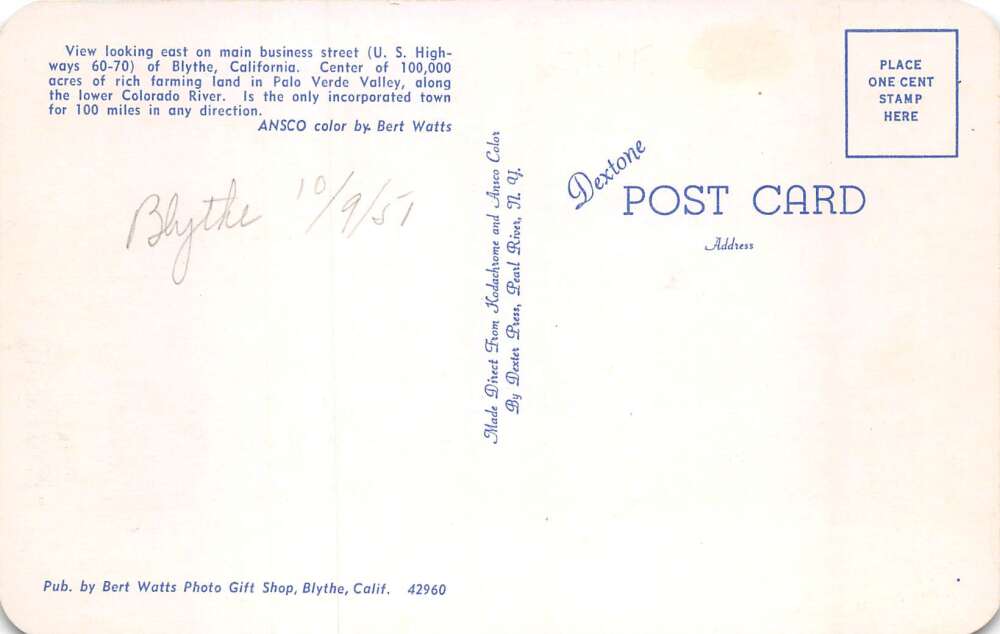 View looking east on main business street (U. S. High-
ways 60-70) of Blythe, California. Center of 100,000
acres of rich farming land in Palo Verde Valley, along
the lower Colorado River. Is the only incorporated town
for 100 miles in any direction.
ANSCO color by Bert Watts
Blythe 10/9/51
Pub. by Bert Watts Photo Gift Shop, Blythe, Calif. 42960
Made Direct From Kodachrome and Ansco Color
By Dexter Press, Pearl River, N. Y.
Dextone
POST CARD
Address
PLACE
ONE CENT
STAMP
HERE